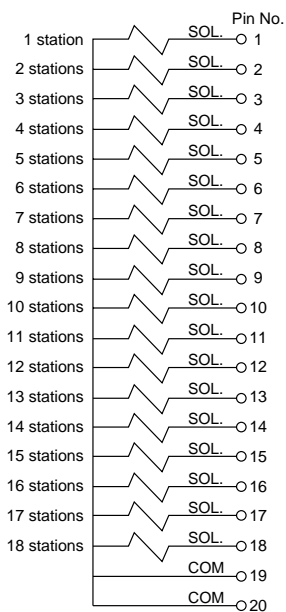 Pin No.
1 station SOL. 1
2 stations SOL. 2
3 stations SOL. 3
4 stations SOL. 4
5 stations SOL. 5
6 stations SOL. 6
7 stations SOL. 7
8 stations SOL. 8
9 stations SOL. 9
10 stations SOL. 10
11 stations SOL. 11
12 stations SOL. 12
13 stations SOL. 13
14 stations SOL. 14
15 stations SOL. 15
16 stations SOL. 16
17 stations SOL. 17
18 stations SOL. 18
COM 19
COM 20